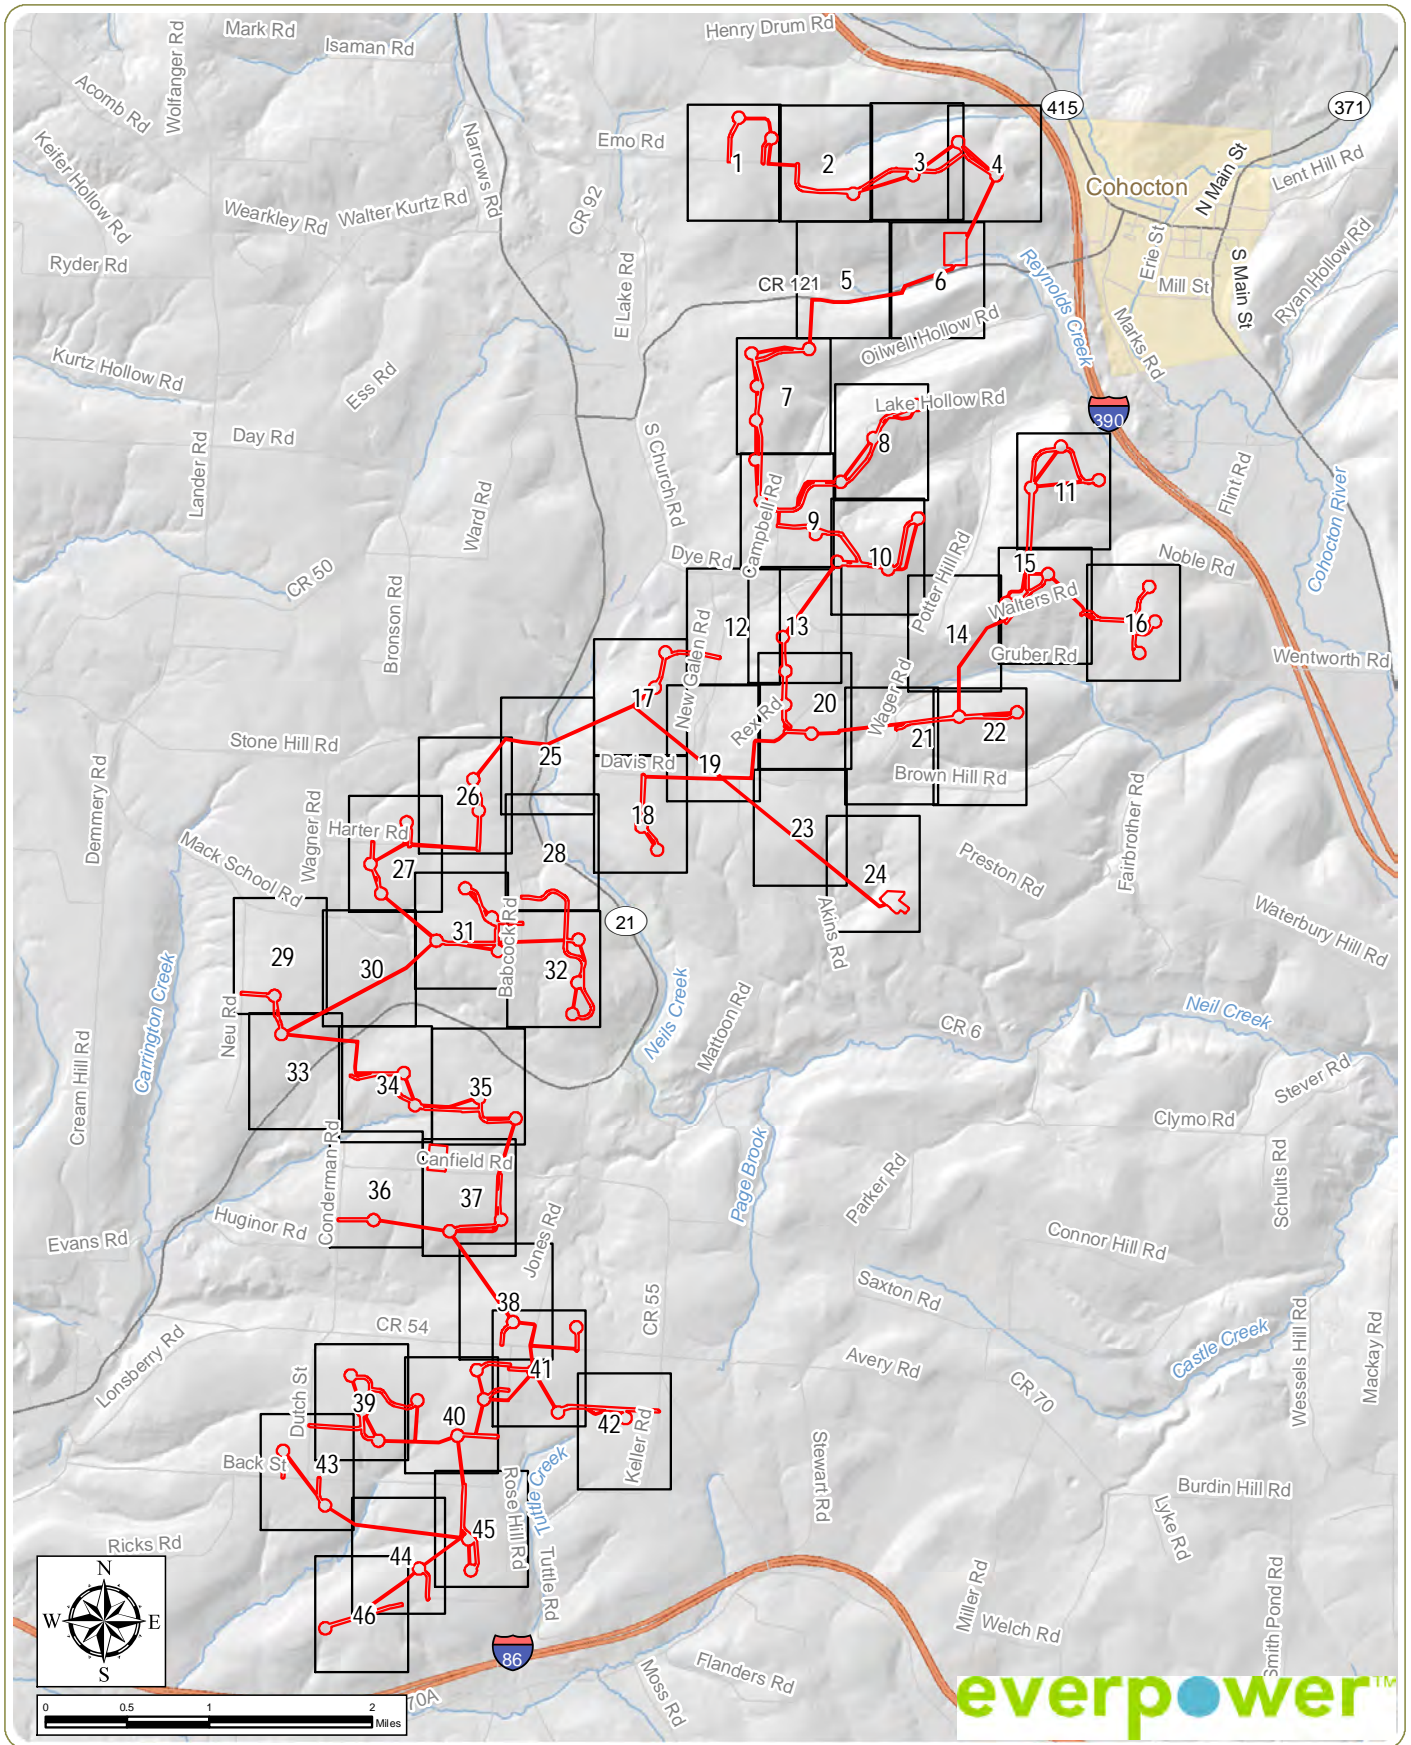 Mark Rd
Isaman Rd
Henry Drum Rd
Wolfanger Rd
Acomb Rd
415
371
Keifer Hollow Rd
Narrows Rd
Emo Rd
1
2
3
4
N Main St
Lent Hill Rd
Cohocton
Wearkley Rd
Walter Kurtz Rd
CR 92
Erie St
S Main St
Ryan Hollow Rd
Ryder Rd
E Lake Rd
CR 121
5
6
Reynolds Creek
Mill St
Oilwell Hollow Rd
Marks Rd
Kurtz Hollow Rd
Ess Rd
7
Lake Hollow Rd
390
Day Rd
Lander Rd
S Church Rd
8
Flint Rd
Cohocton River
Ward Rd
Campbell Rd
11
9
10
Dye Rd
Potter Hill Rd
Noble Rd
CR 50
Bronson Rd
15
Walters Rd
12
13
14
16
New Galen Rd
Gruber Rd
Wentworth Rd
17
20
Wager Rd
Rex Rd
21
22
Stone Hill Rd
25
Davis Rd
19
Brown Hill Rd
Demmery Rd
Wagner Rd
26
18
Harter Rd
23
Fairbrother Rd
Mack School Rd
27
28
24
Preston Rd
Akins Rd
Waterbury Hill Rd
31
Babcock Rd
21
29
30
32
Carrington Creek
Neu Rd
Neils Creek
Mattoon Rd
Neil Creek
CR 6
Cream Hill Rd
33
34
35
Stever Rd
Clymo Rd
Conderman Rd
Canfield Rd
Page Brook
Parker Rd
Schults Rd
36
37
Huginor Rd
Evans Rd
Jones Rd
Connor Hill Rd
Saxton Rd
CR 55
38
CR 54
Castle Creek
Wessels Hill Rd
Mackay Rd
Lonsberry Rd
Avery Rd
41
CR 70
Dutch St
39
40
42
Keller Rd
Stewart Rd
Back St
43
Rose Hill Rd
Tuttle Creek
Burdin Hill Rd
Lyke Rd
Ricks Rd
45
44
Tuttle Rd
46
Miller Rd
Welch Rd
Smith Pond Rd
N
W E
S
86
Flanders Rd
Moss Rd
70A
0 0.5 1 2
Miles
everpower™